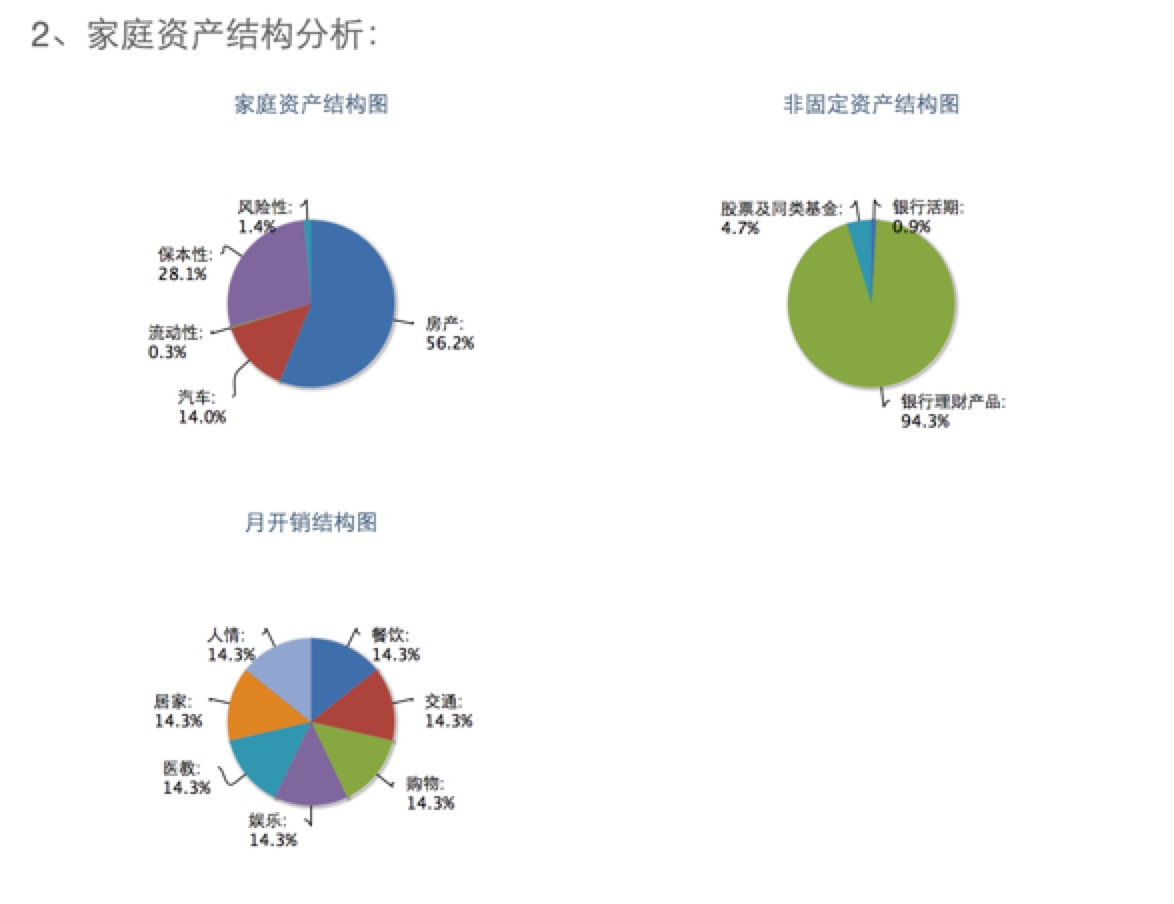 2、家庭资产结构分析：
家庭资产结构图
风险性:
1.4%
保本性:
28.1%
流动性:
0.3%
汽车:
14.0%
房产:
56.2%
非固定资产结构图
股票及同类基金:
4.7%
银行活期:
0.9%
银行理财产品:
94.3%
月开销结构图
人情:
14.3%
餐饮:
14.3%
居家:
14.3%
交通:
14.3%
医教:
14.3%
购物:
14.3%
娱乐:
14.3%